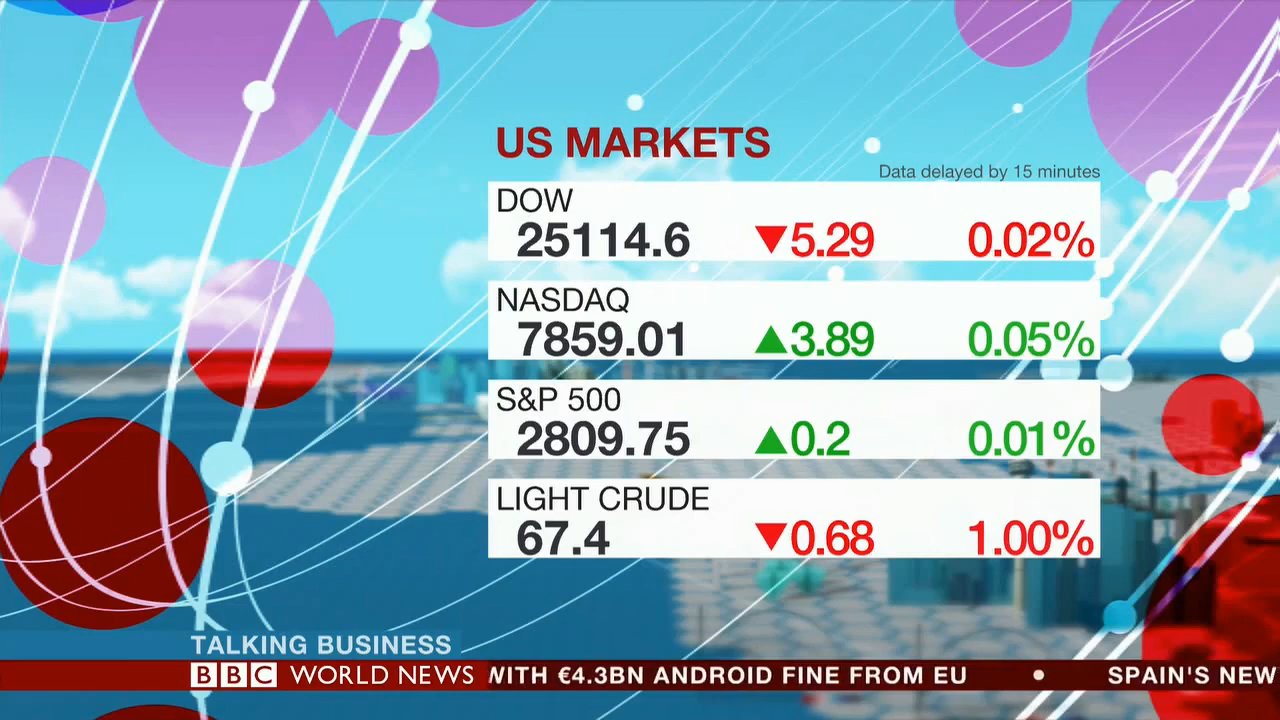 US MARKETS
Data delayed by 15 minutes
DOW
25114.6 ▼5.29 0.02%
NASDAQ
7859.01 ▲3.89 0.05%
S&P 500
2809.75 ▲0.2 0.01%
LIGHT CRUDE
67.4 ▼0.68 1.00%
TALKING BUSINESS
BBC WORLD NEWS WITH €4.3BN ANDROID FINE FROM EU • SPAIN'S NEW